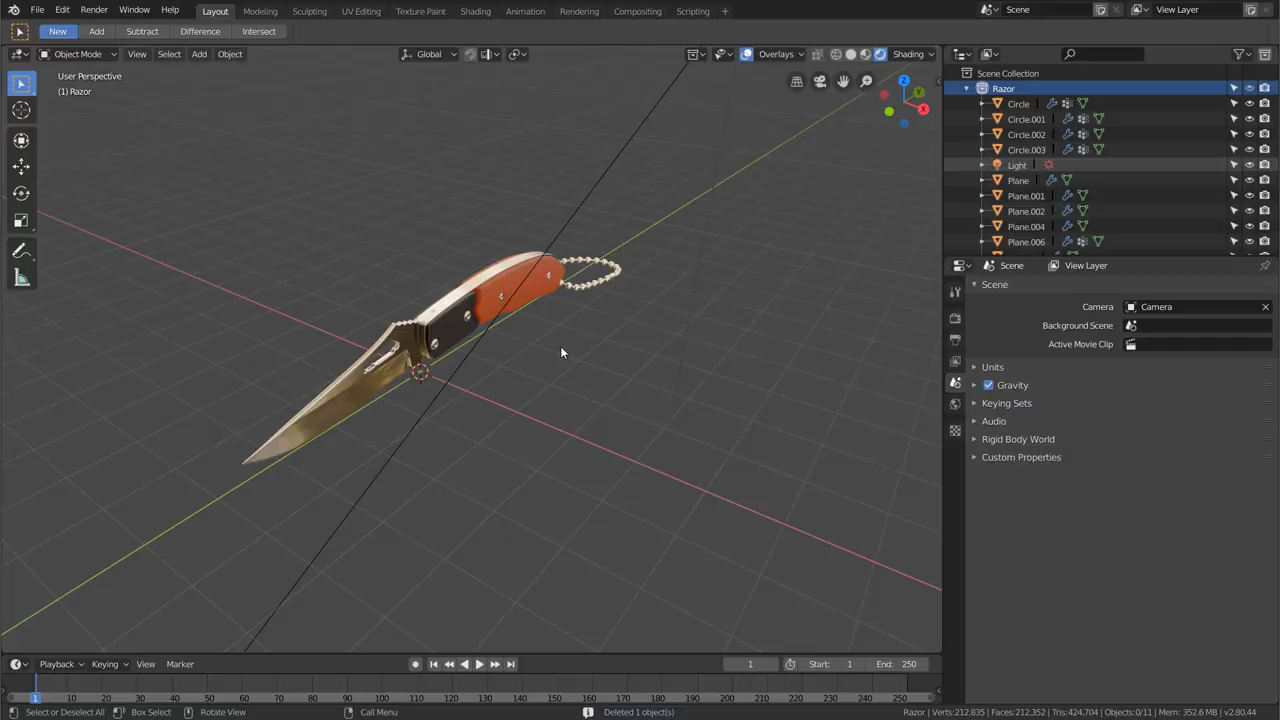 File Edit Render Window Help Layout Modeling Sculpting UV Editing Texture Paint Shading Animation Rendering Compositing Scripting + Scene View Layer
New Add Subtract Difference Intersect
Object Mode View Select Add Object Global Overlays Shading
User Perspective
(1) Razor
Z
Y
X
Scene Collection
Razor
Circle
Circle.001
Circle.002
Circle.003
Light
Plane
Plane.001
Plane.002
Plane.004
Plane.006
Scene View Layer
Scene
Camera Camera
Background Scene
Active Movie Clip
Units
Gravity
Keying Sets
Audio
Rigid Body World
Custom Properties
Playback Keying View Marker 1 Start: 1 End: 250
1 10 20 30 40 50 60 70 80 90 100 110 120 130 140 150 160 170 180 190 200 210 220 230 240 250
Select or Deselect All Box Select Rotate View Call Menu Deleted 1 object(s) Razor | Verts:212,835 | Faces:212,352 | Tris:424,704 | Objects:0/11 | Mem: 352.6 MB | v2.80.44